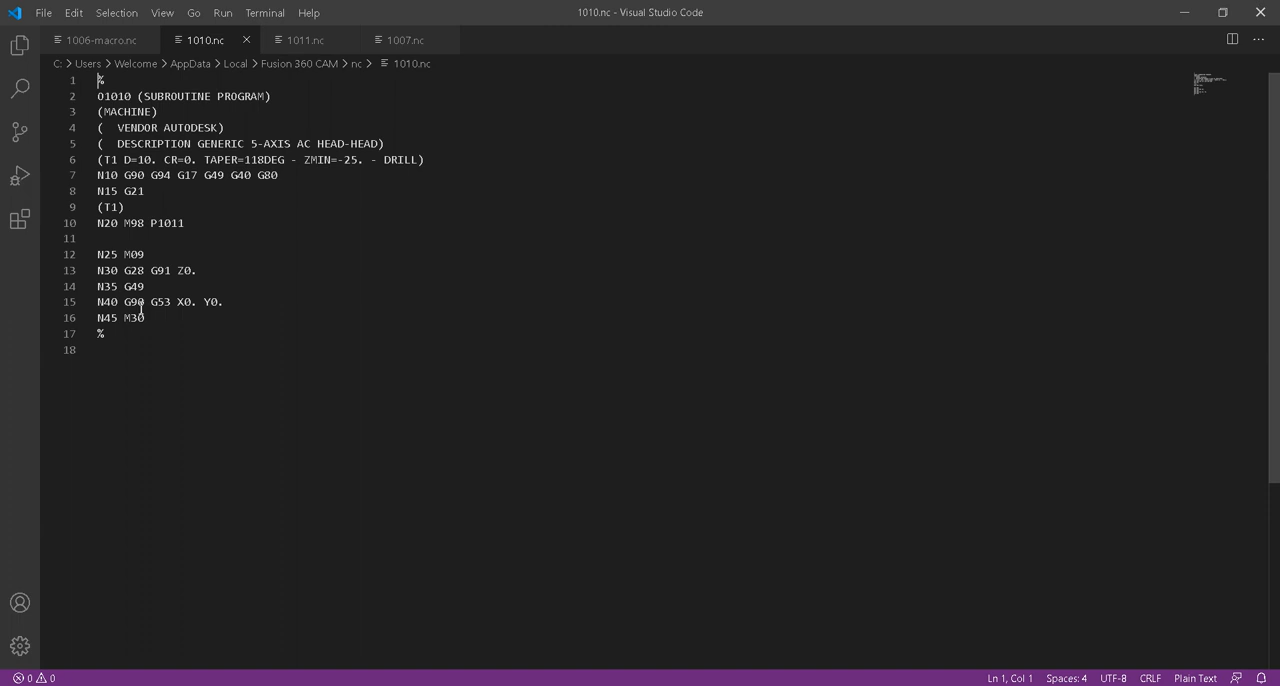 File Edit Selection View Go Run Terminal Help 1010.nc - Visual Studio Code
1006-macro.nc 1010.nc 1011.nc 1007.nc
C: > Users > Welcome > AppData > Local > Fusion 360 CAM > nc > 1010.nc
1 %
2 O1010 (SUBROUTINE PROGRAM)
3 (MACHINE)
4 (  VENDOR AUTODESK)
5 (  DESCRIPTION GENERIC 5-AXIS AC HEAD-HEAD)
6 (T1 D=10. CR=0. TAPER=118DEG - ZMIN=-25. - DRILL)
7 N10 G90 G94 G17 G49 G40 G80
8 N15 G21
9 (T1)
10 N20 M98 P1011
11
12 N25 M09
13 N30 G28 G91 Z0.
14 N35 G49
15 N40 G90 G53 X0. Y0.
16 N45 M30
17 %
18
0 0 Ln 1, Col 1 Spaces: 4 UTF-8 CRLF Plain Text